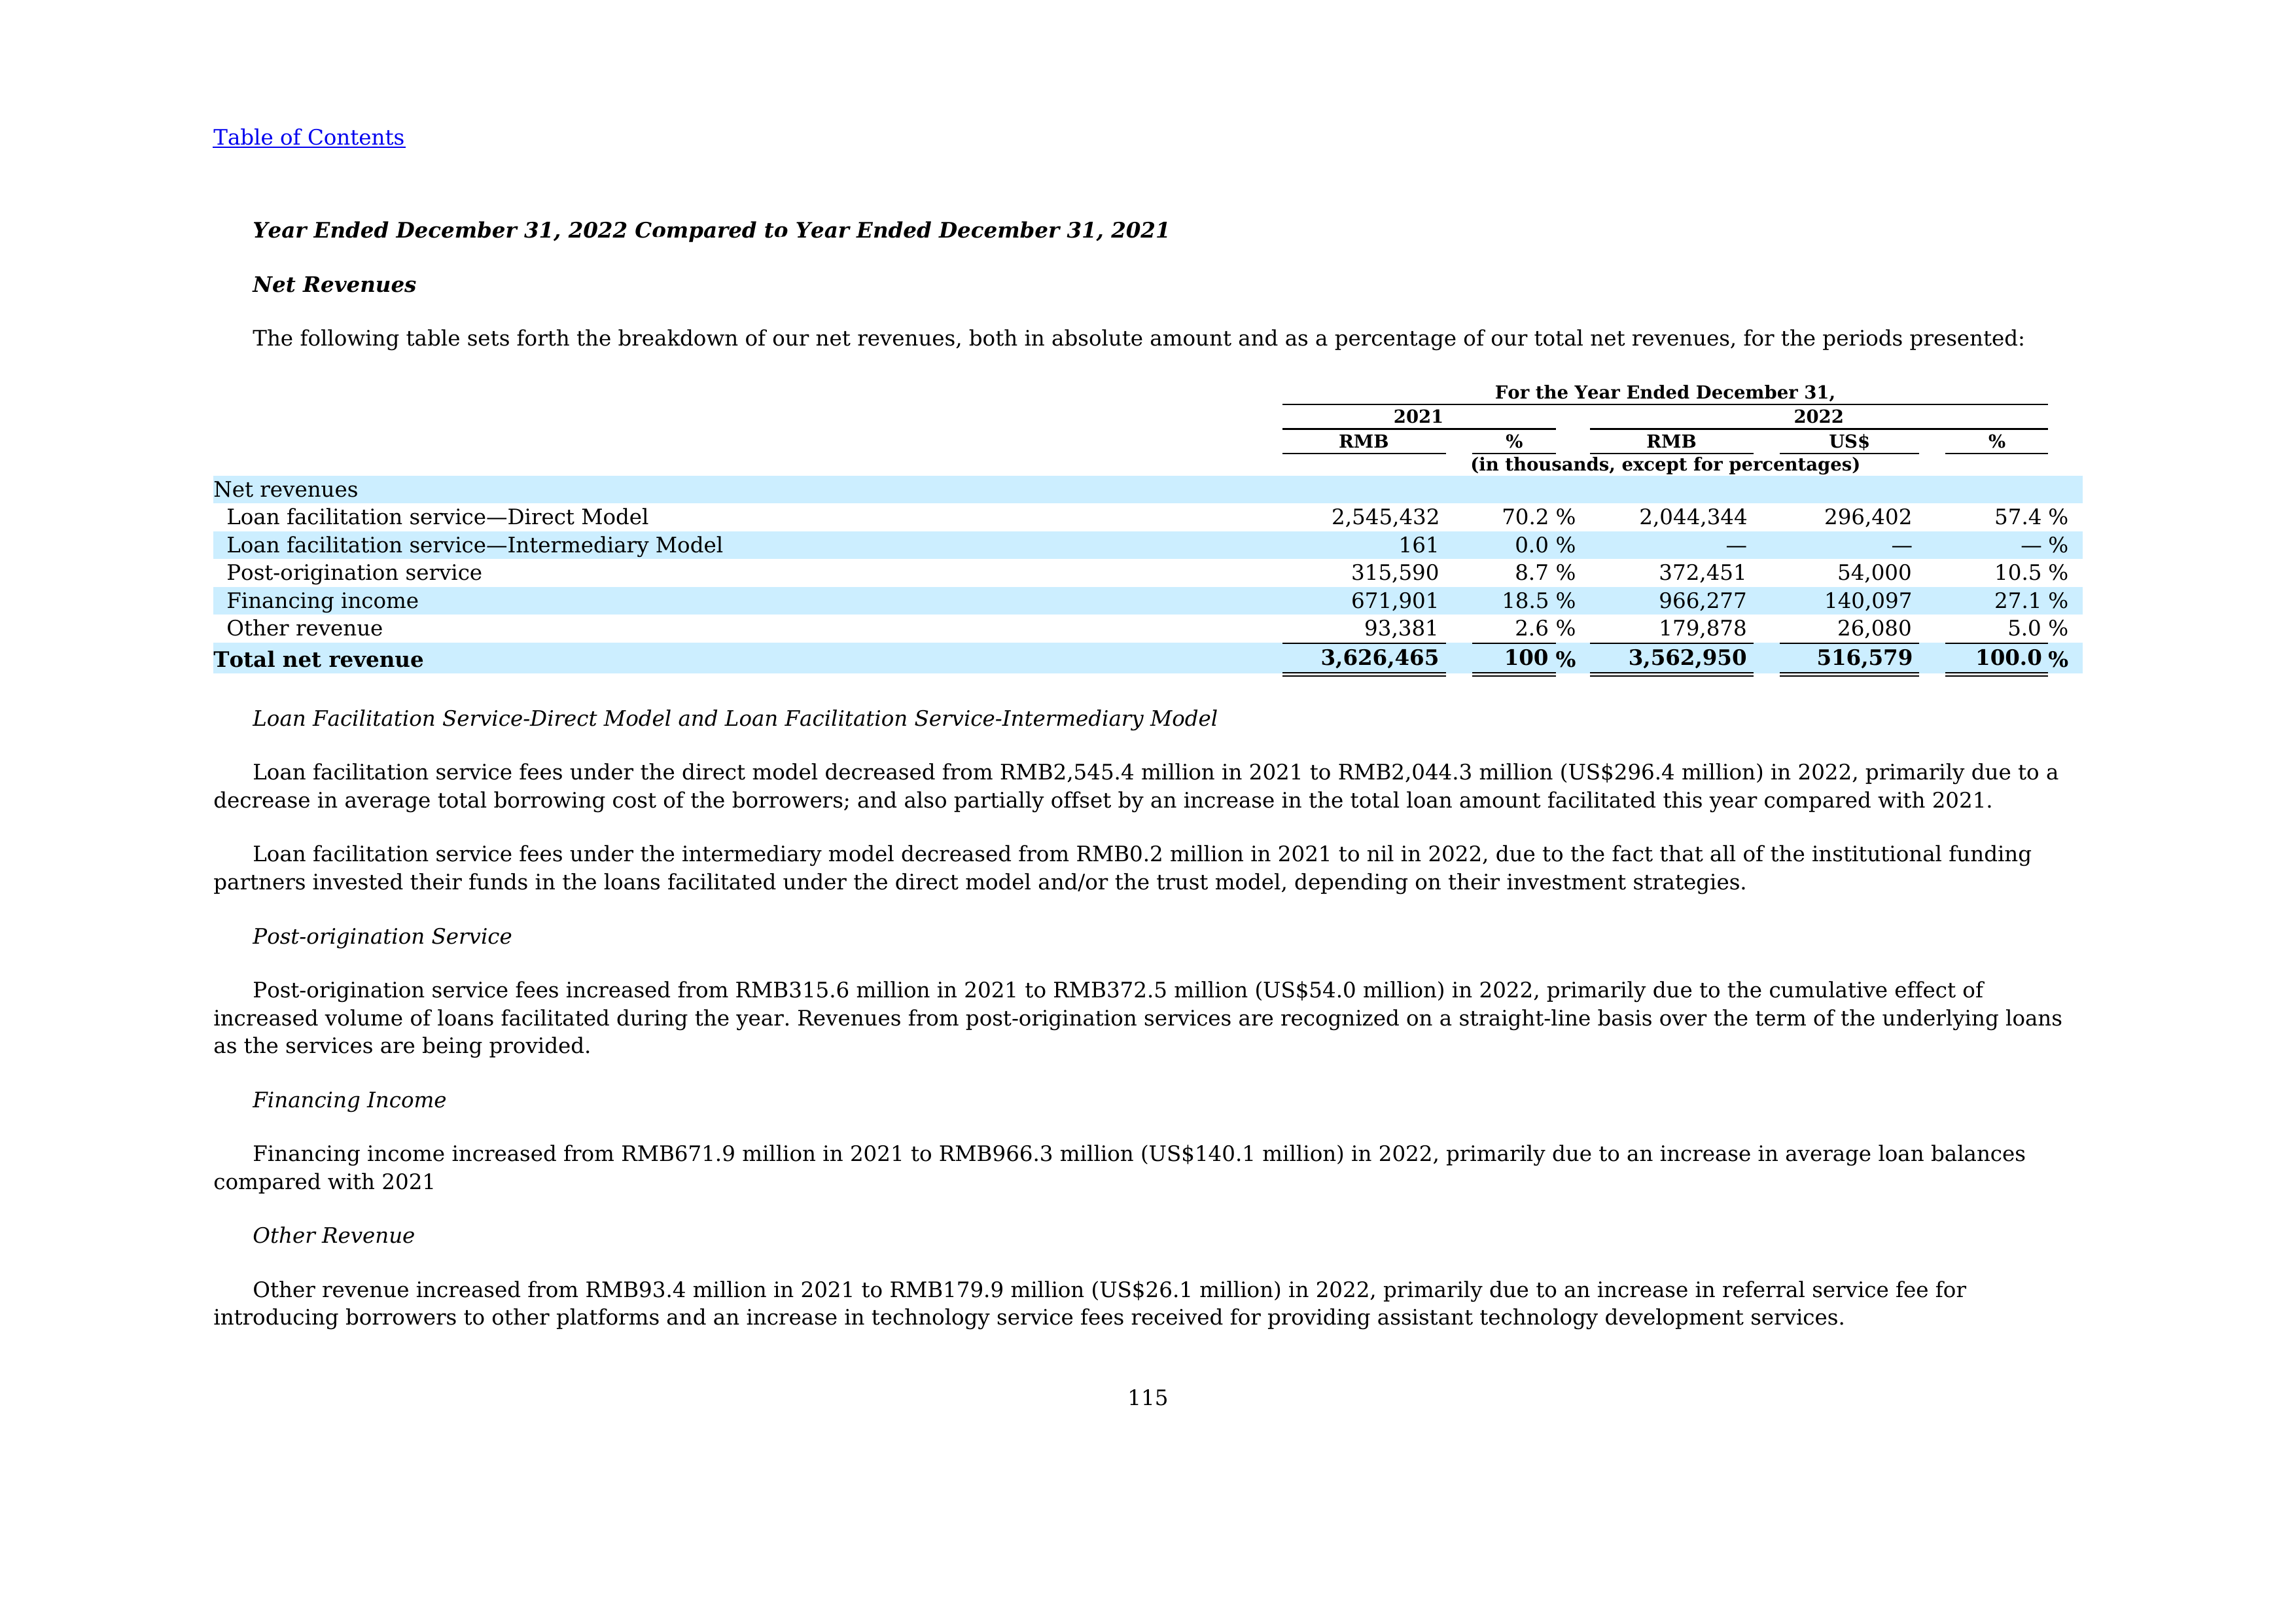 Table of Contents
Year Ended December 31, 2022 Compared to Year Ended December 31, 2021
Net Revenues
The following table sets forth the breakdown of our net revenues, both in absolute amount and as a percentage of our total net revenues, for the periods presented:
For the Year Ended December 31,
2021 2022
RMB % RMB US$ %
(in thousands, except for percentages)
Net revenues
Loan facilitation service—Direct Model 2,545,432 70.2 % 2,044,344 296,402 57.4 %
Loan facilitation service—Intermediary Model 161 0.0 % — — — %
Post-origination service 315,590 8.7 % 372,451 54,000 10.5 %
Financing income 671,901 18.5 % 966,277 140,097 27.1 %
Other revenue 93,381 2.6 % 179,878 26,080 5.0 %
Total net revenue 3,626,465 100 % 3,562,950 516,579 100.0 %
Loan Facilitation Service-Direct Model and Loan Facilitation Service-Intermediary Model
Loan facilitation service fees under the direct model decreased from RMB2,545.4 million in 2021 to RMB2,044.3 million (US$296.4 million) in 2022, primarily due to a
decrease in average total borrowing cost of the borrowers; and also partially offset by an increase in the total loan amount facilitated this year compared with 2021.
Loan facilitation service fees under the intermediary model decreased from RMB0.2 million in 2021 to nil in 2022, due to the fact that all of the institutional funding
partners invested their funds in the loans facilitated under the direct model and/or the trust model, depending on their investment strategies.
Post-origination Service
Post-origination service fees increased from RMB315.6 million in 2021 to RMB372.5 million (US$54.0 million) in 2022, primarily due to the cumulative effect of
increased volume of loans facilitated during the year. Revenues from post-origination services are recognized on a straight-line basis over the term of the underlying loans
as the services are being provided.
Financing Income
Financing income increased from RMB671.9 million in 2021 to RMB966.3 million (US$140.1 million) in 2022, primarily due to an increase in average loan balances
compared with 2021
Other Revenue
Other revenue increased from RMB93.4 million in 2021 to RMB179.9 million (US$26.1 million) in 2022, primarily due to an increase in referral service fee for
introducing borrowers to other platforms and an increase in technology service fees received for providing assistant technology development services.
115